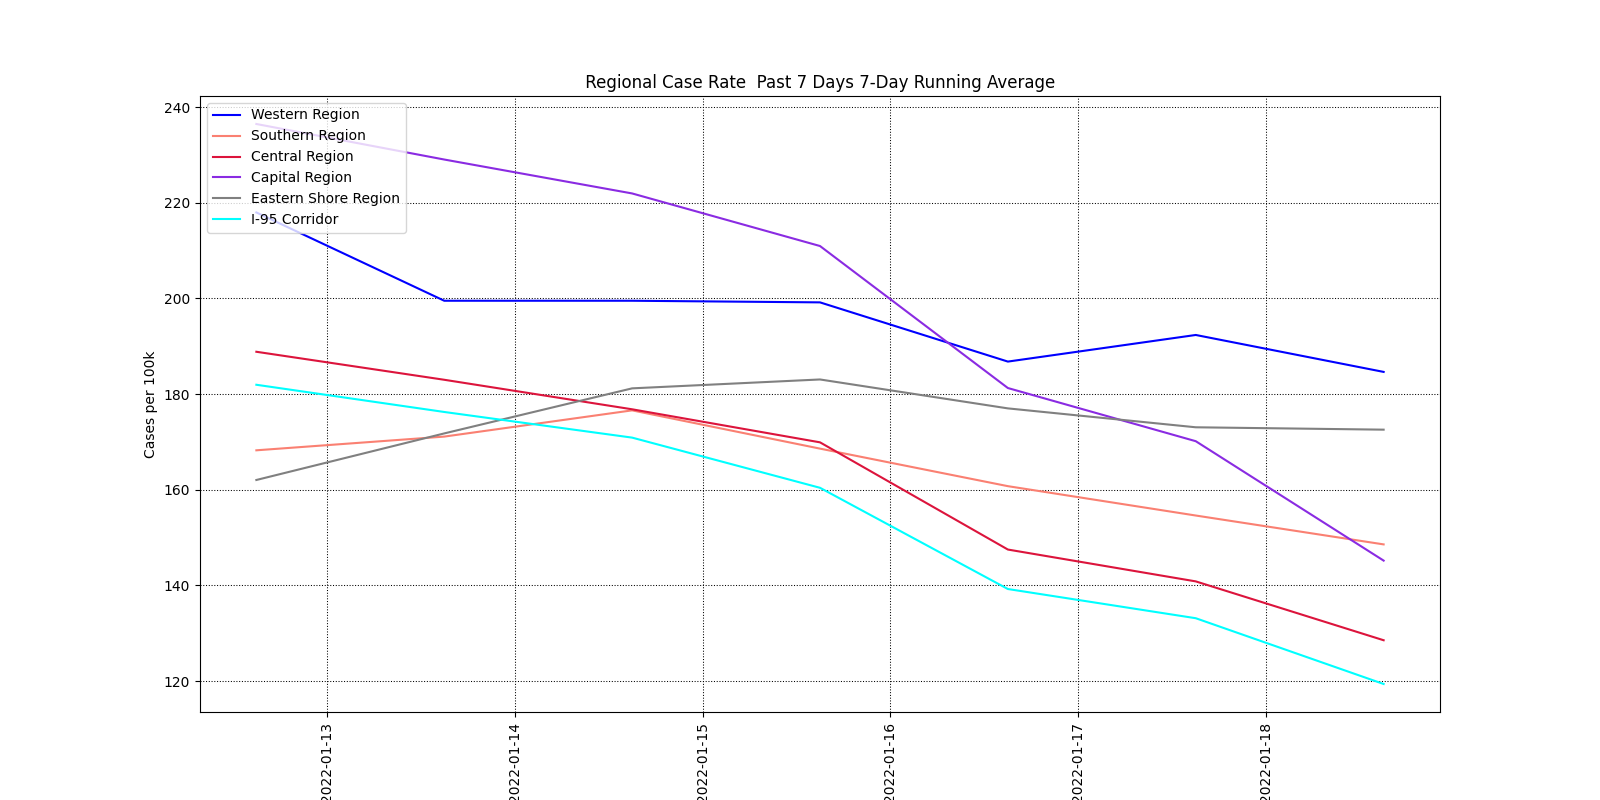 Regional Case Rate  Past 7 Days 7-Day Running Average
Western Region
Southern Region
Central Region
Capital Region
Eastern Shore Region
I-95 Corridor
Cases per 100k
240
220
200
180
160
140
120
2022-01-13
2022-01-14
2022-01-15
2022-01-16
2022-01-17
2022-01-18